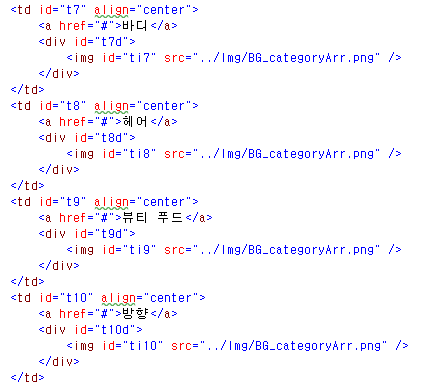 <td id="t7" align="center">
<a href="#">바디</a>
<div id="t7d">
<img id="ti7" src="../Img/BG_categoryArr.png" />
</div>
</td>
<td id="t8" align="center">
<a href="#">헤어</a>
<div id="t8d">
<img id="ti8" src="../Img/BG_categoryArr.png" />
</div>
</td>
<td id="t9" align="center">
<a href="#">뷰티 푸드</a>
<div id="t9d">
<img id="ti9" src="../Img/BG_categoryArr.png" />
</div>
</td>
<td id="t10" align="center">
<a href="#">방향</a>
<div id="t10d">
<img id="ti10" src="../Img/BG_categoryArr.png" />
</div>
</td>